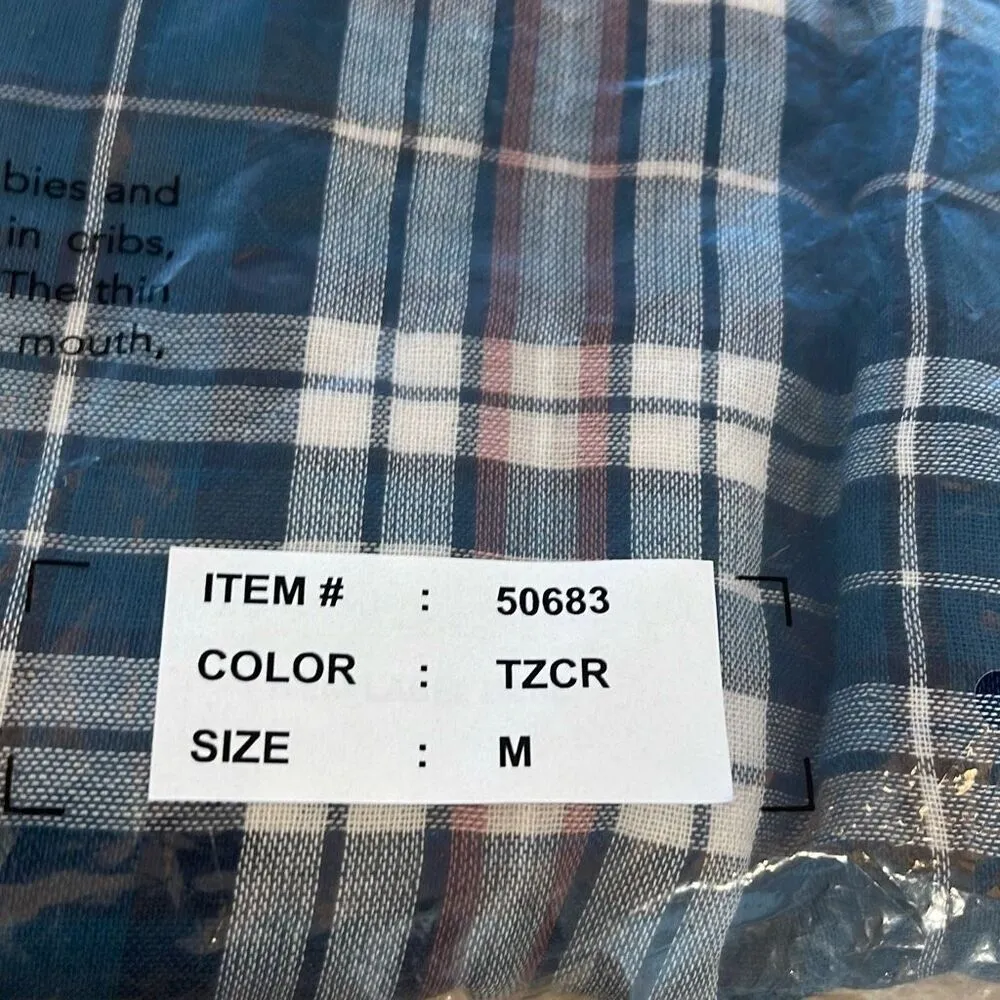 bies and
in cribs,
The thin
mouth,
ITEM # : 50683
COLOR : TZCR
SIZE : M